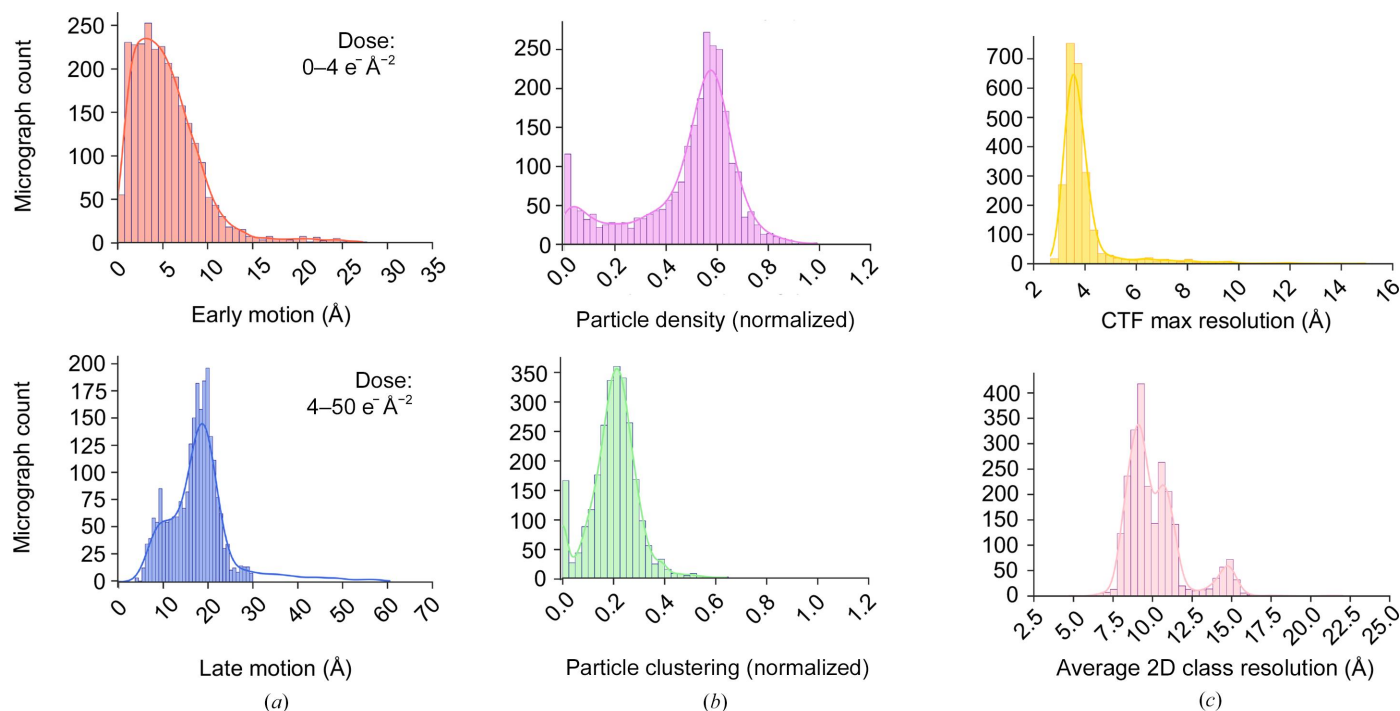 Micrograph count
250
200
150
100
50
0
Dose:
0–4 e⁻ Å⁻²
0 5 10 15 20 25 30 35
Early motion (Å)
250
200
150
100
50
0
0.0 0.2 0.4 0.6 0.8 1.0 1.2
Particle density (normalized)
700
600
500
400
300
200
100
0
2 4 6 8 10 12 14 16
CTF max resolution (Å)
Micrograph count
200
175
150
125
100
75
50
25
0
Dose:
4–50 e⁻ Å⁻²
0 10 20 30 40 50 60 70
Late motion (Å)
(a)
350
300
250
200
150
100
50
0
0.0 0.2 0.4 0.6 0.8 1.0 1.2
Particle clustering (normalized)
(b)
400
350
300
250
200
150
100
50
0
2.5 5.0 7.5 10.0 12.5 15.0 17.5 20.0 22.5 25.0
Average 2D class resolution (Å)
(c)